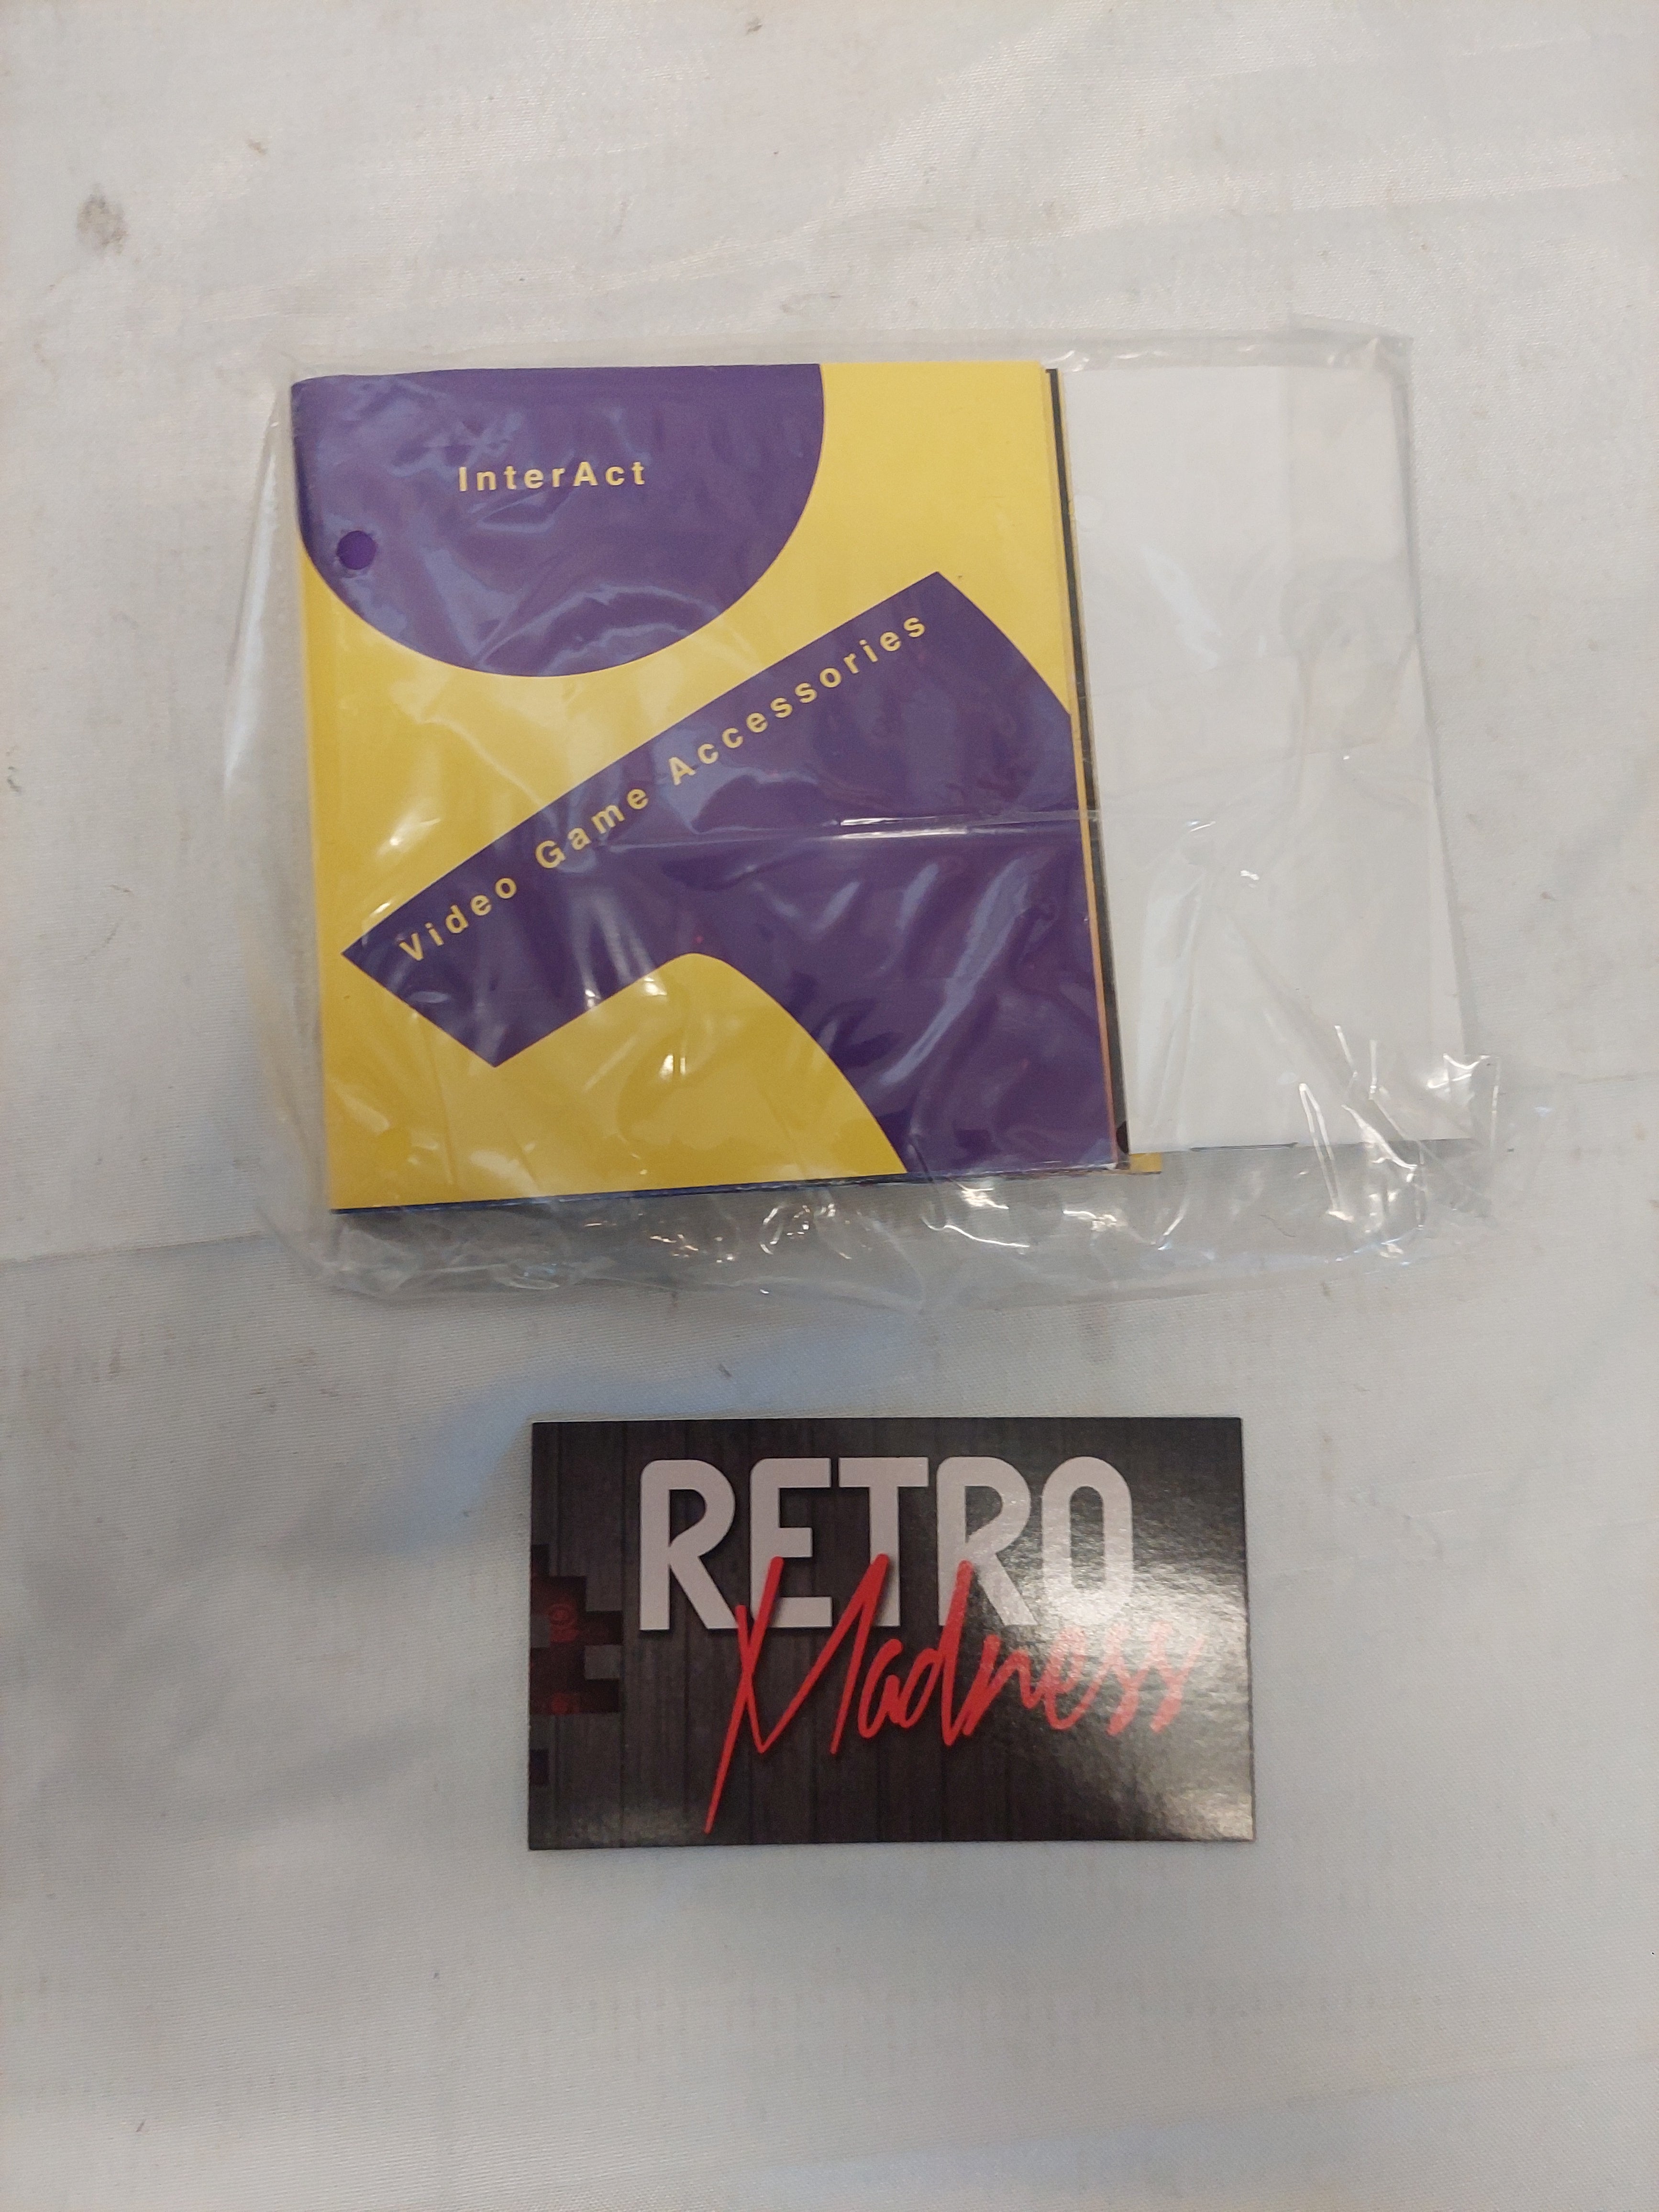 InterAct
Video Game Accessories
RETRO
Madness